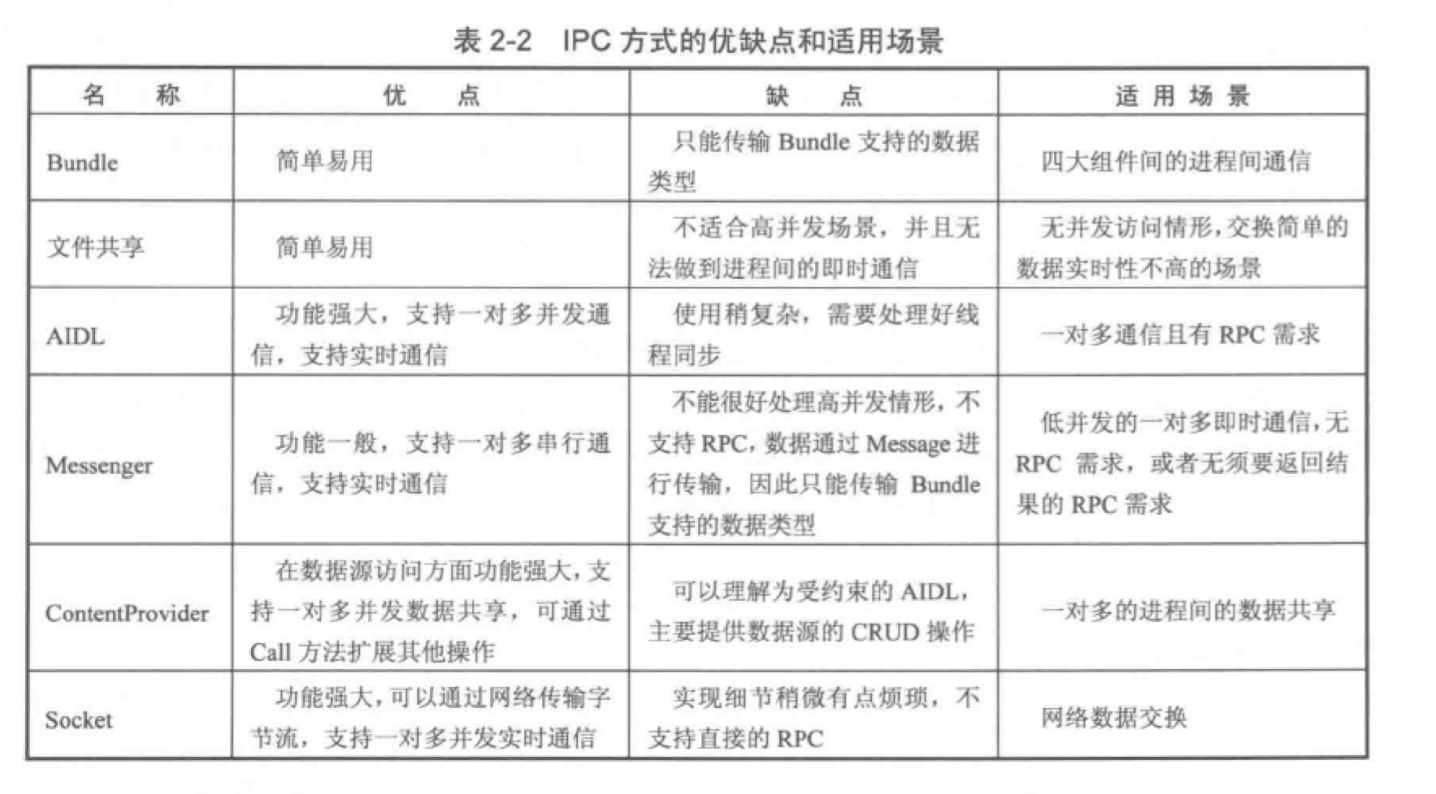 表 2-2 IPC 方式的优缺点和适用场景
名 称 优 点 缺 点 适 用 场 景
Bundle
简单易用
只能传输 Bundle 支持的数据
类型
四大组件间的进程间通信
文件共享
简单易用
不适合高并发场景，并且无
法做到进程间的即时通信
无并发访问情形，交换简单的
数据实时性不高的场景
AIDL
功能强大，支持一对多并发通
信，支持实时通信
使用稍复杂，需要处理好线
程同步
一对多通信且有 RPC 需求
Messenger
功能一般，支持一对多串行通
信，支持实时通信
不能很好处理高并发情形，不
支持 RPC，数据通过 Message 进
行传输，因此只能传输 Bundle
支持的数据类型
低并发的一对多即时通信，无
RPC 需求，或者无须要返回结
果的 RPC 需求
ContentProvider
在数据源访问方面功能强大，支
持一对多并发数据共享，可通过
Call 方法扩展其他操作
可以理解为受约束的 AIDL，
主要提供数据源的 CRUD 操作
一对多的进程间的数据共享
Socket
功能强大，可以通过网络传输字
节流，支持一对多并发实时通信
实现细节稍微有点烦琐，不
支持直接的 RPC
网络数据交换